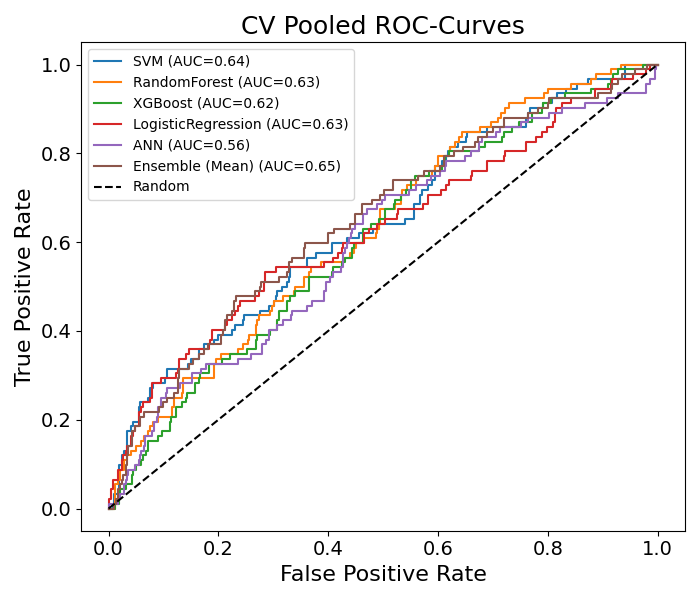 CV Pooled ROC-Curves
SVM (AUC=0.64)
RandomForest (AUC=0.63)
XGBoost (AUC=0.62)
LogisticRegression (AUC=0.63)
ANN (AUC=0.56)
Ensemble (Mean) (AUC=0.65)
Random
True Positive Rate
1.0
0.8
0.6
0.4
0.2
0.0
0.0 0.2 0.4 0.6 0.8 1.0
False Positive Rate